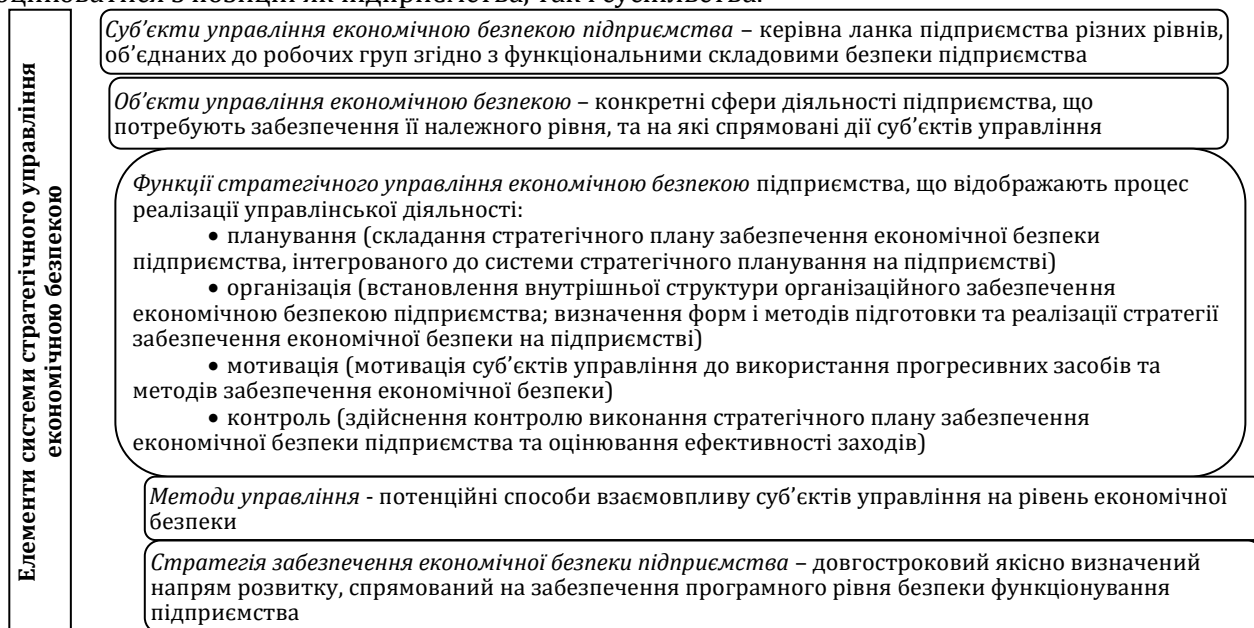 Елементи системи стратегічного управління
економічною безпекою
Суб’єкти управління економічною безпекою підприємства – керівна ланка підприємства різних рівнів,
об’єднаних до робочих груп згідно з функціональними складовими безпеки підприємства
Об’єкти управління економічною безпекою – конкретні сфери діяльності підприємства, що
потребують забезпечення її належного рівня, та на які спрямовані дії суб’єктів управління
Функції стратегічного управління економічною безпекою підприємства, що відображають процес
реалізації управлінської діяльності:
• планування (складання стратегічного плану забезпечення економічної безпеки
підприємства, інтегрованого до системи стратегічного планування на підприємстві)
• організація (встановлення внутрішньої структури організаційного забезпечення
економічною безпекою підприємства; визначення форм і методів підготовки та реалізації стратегії
забезпечення економічної безпеки на підприємстві)
• мотивація (мотивація суб’єктів управління до використання прогресивних засобів та
методів забезпечення економічної безпеки)
• контроль (здійснення контролю виконання стратегічного плану забезпечення
економічної безпеки підприємства та оцінювання ефективності заходів)
Методи управління - потенційні способи взаємовпливу суб’єктів управління на рівень економічної
безпеки
Стратегія забезпечення економічної безпеки підприємства – довгостроковий якісно визначений
напрям розвитку, спрямований на забезпечення програмного рівня безпеки функціонування
підприємства